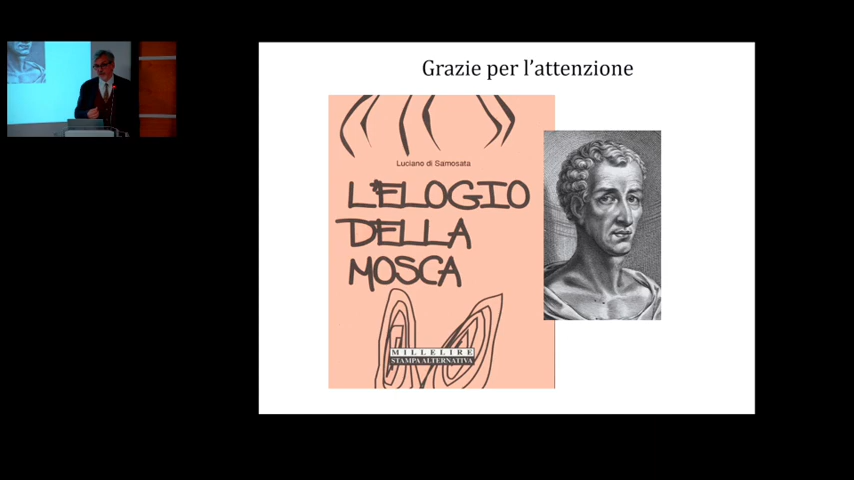 Grazie per l'attenzione
Luciano di Samosata
L'ELOGIO
DELLA
MOSCA
MILLELIRE
STAMPA ALTERNATIVA